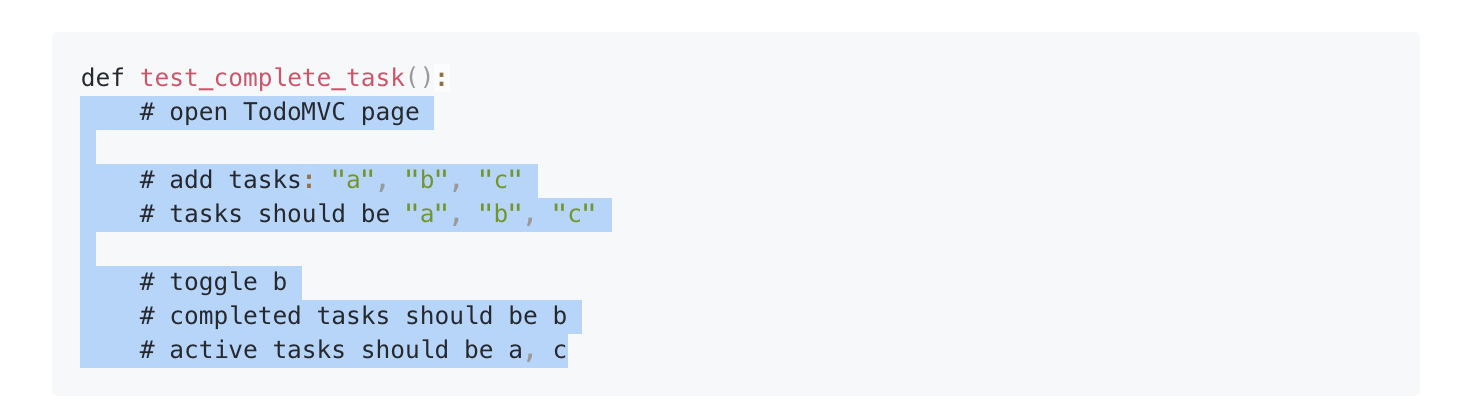 def test_complete_task():
    # open TodoMVC page

    # add tasks: "a", "b", "c"
    # tasks should be "a", "b", "c"

    # toggle b
    # completed tasks should be b
    # active tasks should be a, c